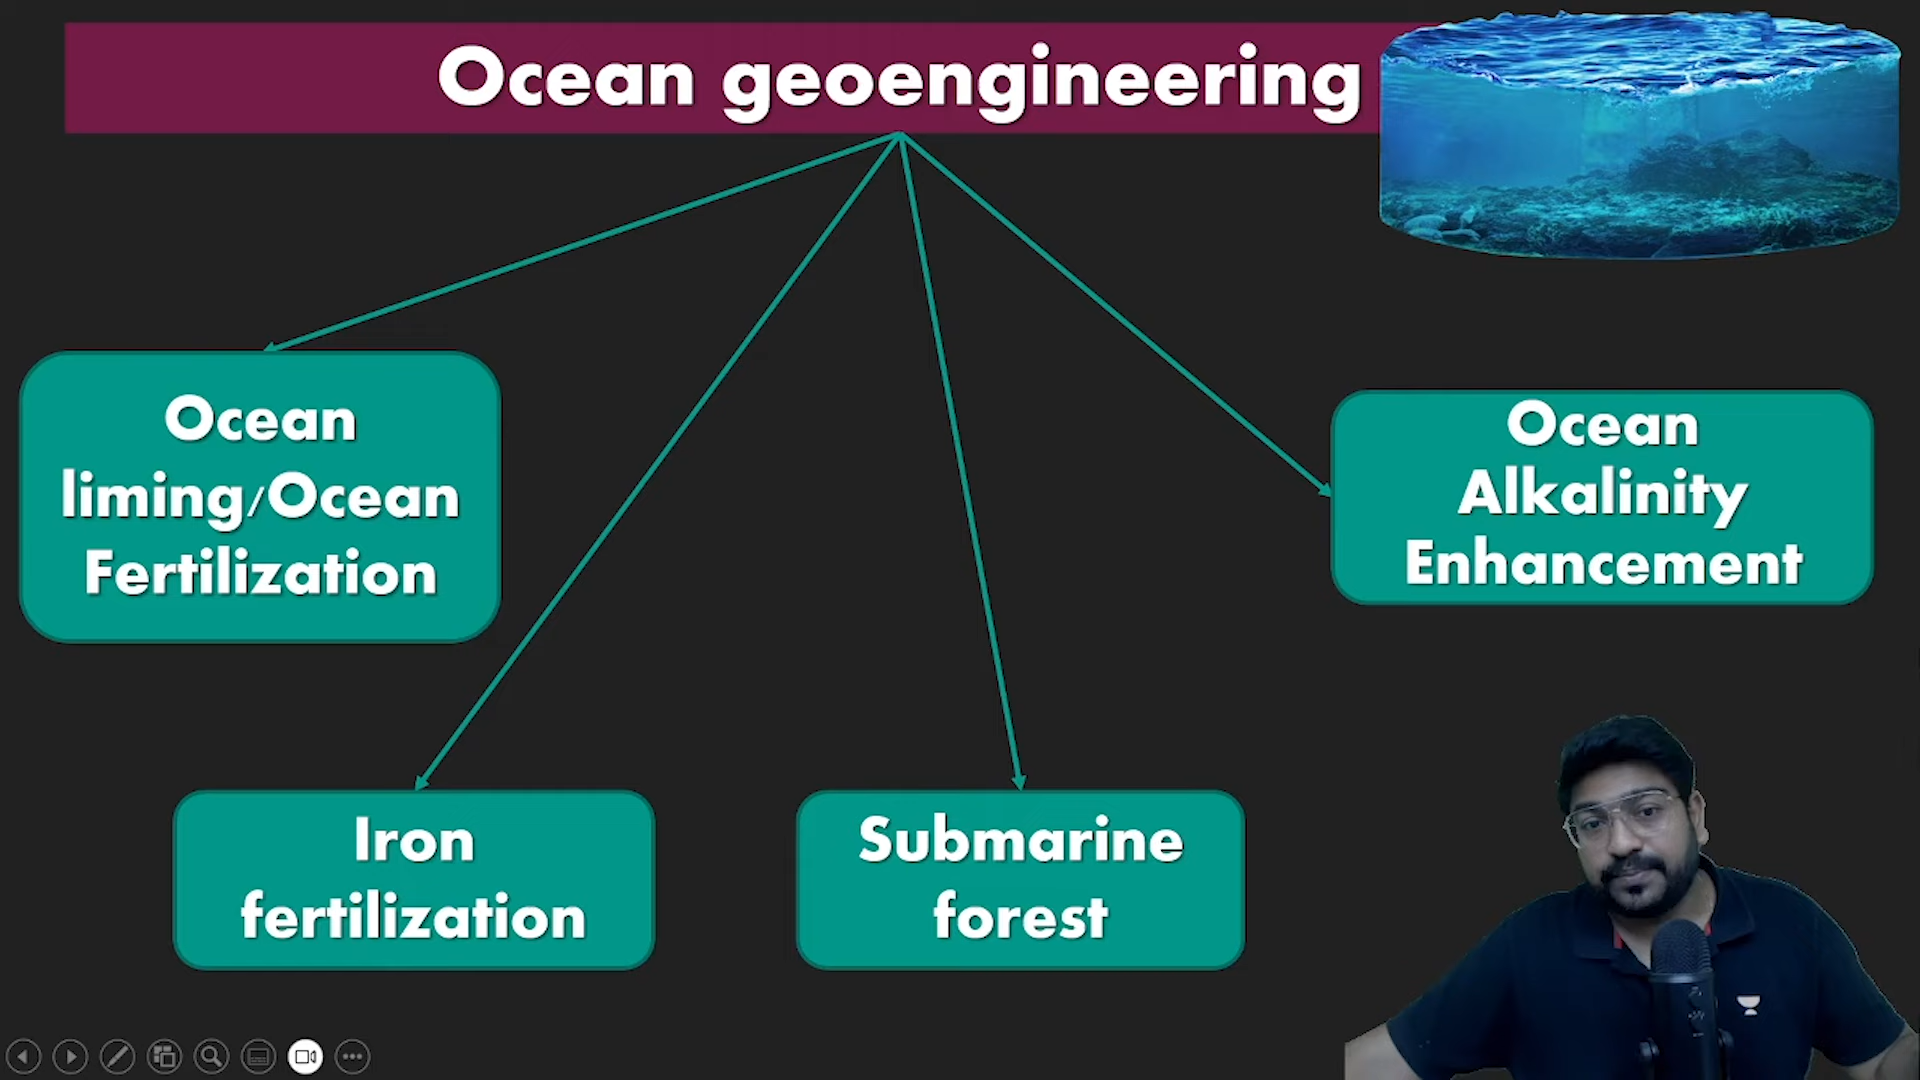 Ocean geoengineering
Ocean
liming/Ocean
Fertilization
Ocean
Alkalinity
Enhancement
Iron
fertilization
Submarine
forest